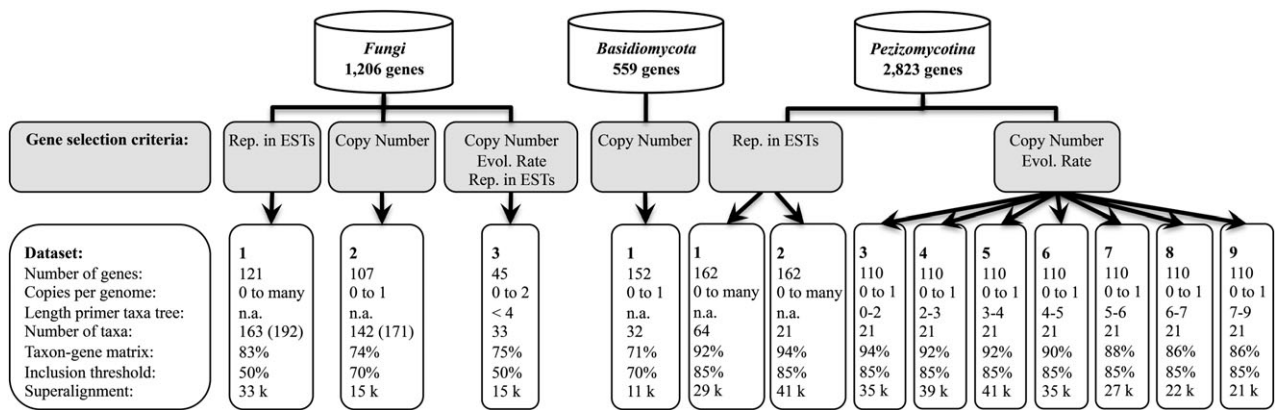 Fungi
1,206 genes
Basidiomycota
559 genes
Pezizomycotina
2,823 genes
Gene selection criteria:
Rep. in ESTs
Copy Number
Copy Number
Evol. Rate
Rep. in ESTs
Copy Number
Rep. in ESTs
Copy Number
Evol. Rate
Dataset: 1 2 3 1 1 2 3 4 5 6 7 8 9
Number of genes: 121 107 45 152 162 162 110 110 110 110 110 110 110
Copies per genome: 0 to many 0 to 1 0 to 2 0 to 1 0 to many 0 to many 0 to 1 0 to 1 0 to 1 0 to 1 0 to 1 0 to 1 0 to 1
Length primer taxa tree: n.a. n.a. < 4 n.a. n.a. n.a. 0-2 2-3 3-4 4-5 5-6 6-7 7-9
Number of taxa: 163 (192) 142 (171) 33 32 64 21 21 21 21 21 21 21 21
Taxon-gene matrix: 83% 74% 75% 71% 92% 94% 94% 92% 92% 90% 88% 86% 86%
Inclusion threshold: 50% 70% 50% 70% 85% 85% 85% 85% 85% 85% 85% 85% 85%
Superalignment: 33 k 15 k 15 k 11 k 29 k 41 k 35 k 39 k 41 k 35 k 27 k 22 k 21 k